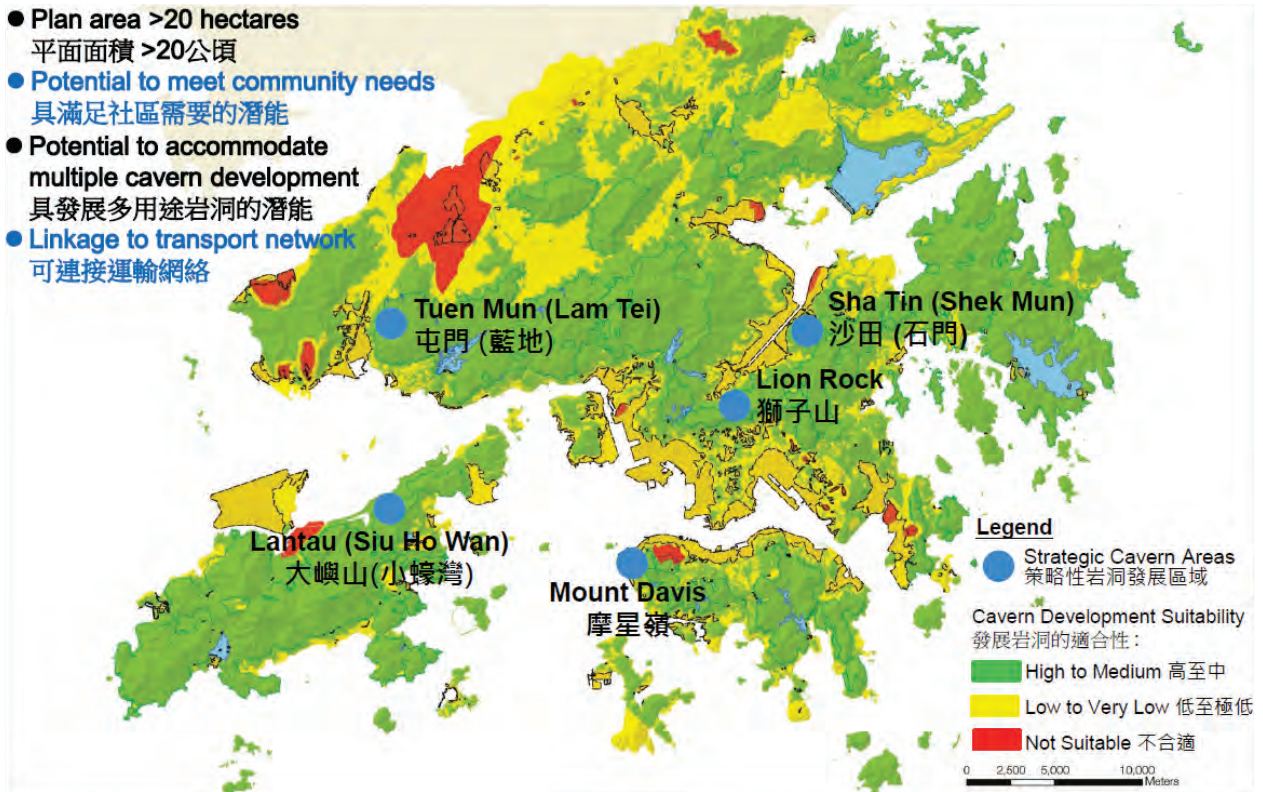 ● Plan area >20 hectares
平面面積 >20公頃
● Potential to meet community needs
具滿足社區需要的潛能
● Potential to accommodate
multiple cavern development
具發展多用途岩洞的潛能
● Linkage to transport network
可連接運輸網絡
Tuen Mun (Lam Tei)
屯門 (藍地)
Sha Tin (Shek Mun)
沙田 (石門)
Lion Rock
獅子山
Lantau (Siu Ho Wan)
大嶼山(小蠔灣)
Mount Davis
摩星嶺
Legend
Strategic Cavern Areas
策略性岩洞發展區域
Cavern Development Suitability
發展岩洞的適合性:
High to Medium 高至中
Low to Very Low 低至極低
Not Suitable 不合適
0 2,500 5,000 10,000
Meters